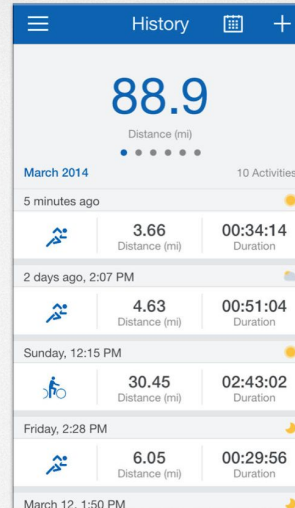 History
88.9
Distance (mi)
March 2014 10 Activities
5 minutes ago
3.66 00:34:14
Distance (mi) Duration
2 days ago, 2:07 PM
4.63 00:51:04
Distance (mi) Duration
Sunday, 12:15 PM
30.45 02:43:02
Distance (mi) Duration
Friday, 2:28 PM
6.05 00:29:56
Distance (mi) Duration
March 12, 1:50 PM